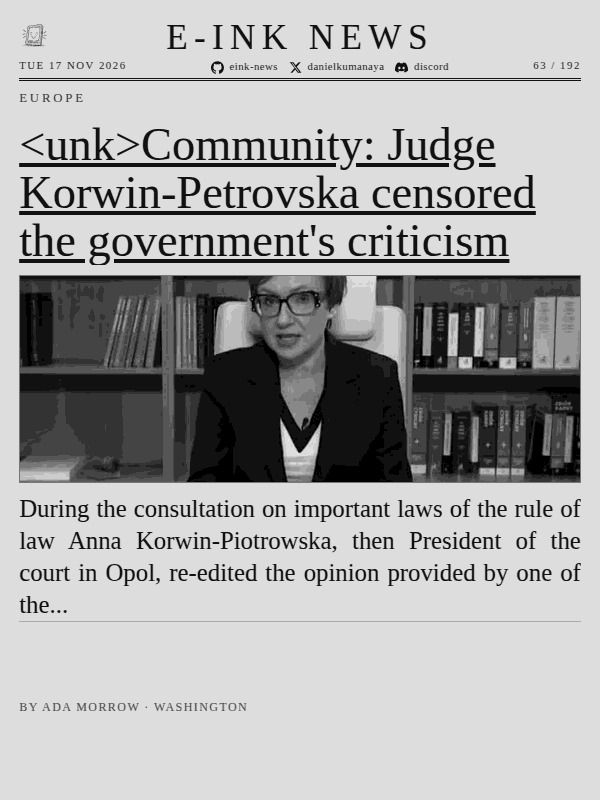 E-INK NEWS
TUE 17 NOV 2026
eink-news danielkumanaya discord
63 / 192
EUROPE
<unk>Community: Judge
Korwin-Petrovska censored
the government's criticism
During the consultation on important laws of the rule of
law Anna Korwin-Piotrowska, then President of the
court in Opol, re-edited the opinion provided by one of
the...
BY ADA MORROW · WASHINGTON